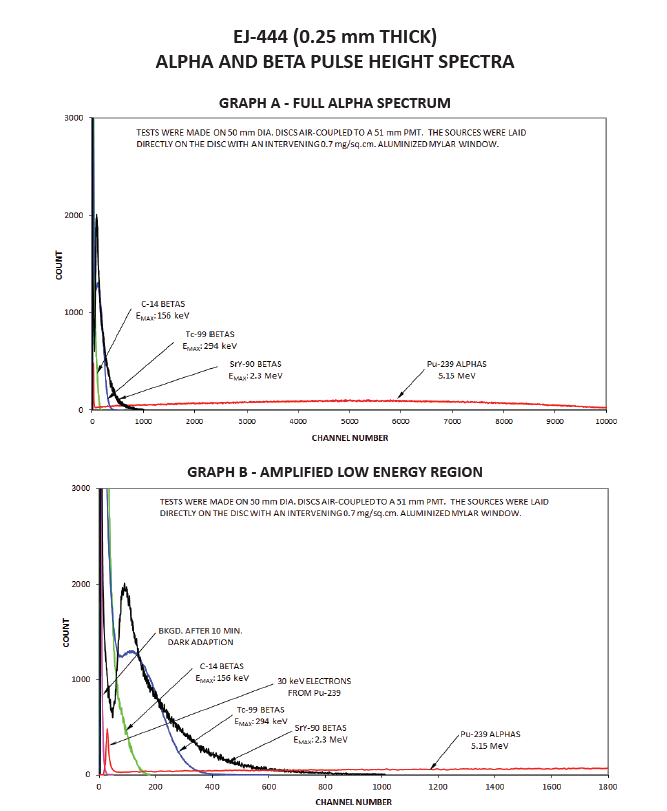 EJ-444 (0.25 mm THICK)
ALPHA AND BETA PULSE HEIGHT SPECTRA
GRAPH A - FULL ALPHA SPECTRUM
3000
TESTS WERE MADE ON 50 mm DIA. DISCS AIR-COUPLED TO A 51 mm PMT. THE SOURCES WERE LAID
DIRECTLY ON THE DISC WITH AN INTERVENING 0.7 mg/sq.cm. ALUMINIZED MYLAR WINDOW.
2000
COUNT
C-14 BETAS
EMAX: 156 keV
1000
Tc-99 BETAS
EMAX: 294 keV
SrY-90 BETAS
EMAX: 2.3 MeV
Pu-239 ALPHAS
5.15 MeV
0
0 1000 2000 3000 4000 5000 6000 7000 8000 9000 10000
CHANNEL NUMBER
GRAPH B - AMPLIFIED LOW ENERGY REGION
3000
TESTS WERE MADE ON 50 mm DIA. DISCS AIR-COUPLED TO A 51 mm PMT. THE SOURCES WERE LAID
DIRECTLY ON THE DISC WITH AN INTERVENING 0.7 mg/sq.cm. ALUMINIZED MYLAR WINDOW.
2000
COUNT
BKGD. AFTER 10 MIN.
DARK ADAPTION
C-14 BETAS
EMAX: 156 keV
1000
30 keV ELECTRONS
FROM Pu-239
Tc-99 BETAS
EMAX: 294 keV
SrY-90 BETAS
EMAX: 2.3 MeV
Pu-239 ALPHAS
5.15 MeV
0
0 200 400 600 800 1000 1200 1400 1600 1800
CHANNEL NUMBER